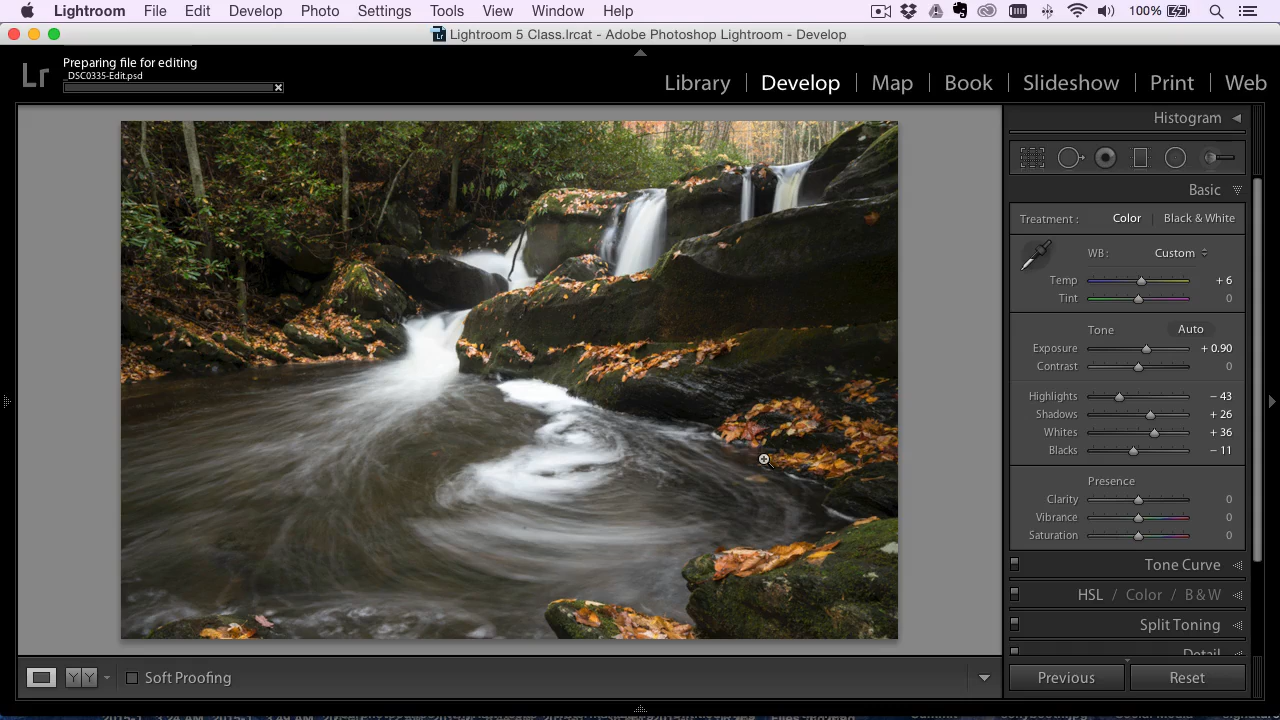 Lightroom File Edit Develop Photo Settings Tools View Window Help 100%
Lr Lightroom 5 Class.lrcat - Adobe Photoshop Lightroom - Develop
Lr
Preparing file for editing
_DSC0335-Edit.psd
Library | Develop | Map | Book | Slideshow | Print | Web
Histogram
Basic
Treatment : Color | Black & White
WB : Custom
Temp + 6
Tint 0
Tone Auto
Exposure + 0.90
Contrast 0
Highlights − 43
Shadows + 26
Whites + 36
Blacks − 11
Presence
Clarity 0
Vibrance 0
Saturation 0
Tone Curve
HSL / Color / B & W
Split Toning
Detail
Y Y Soft Proofing
Previous Reset